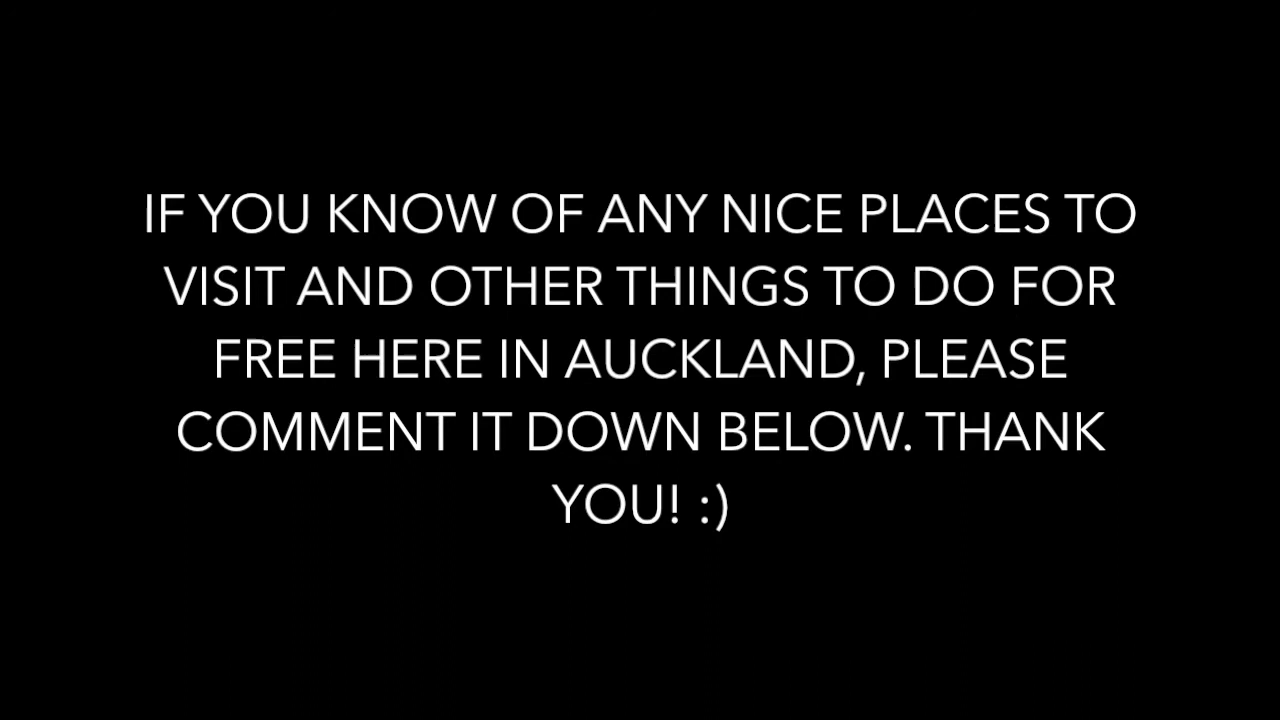 IF YOU KNOW OF ANY NICE PLACES TO
VISIT AND OTHER THINGS TO DO FOR
FREE HERE IN AUCKLAND, PLEASE
COMMENT IT DOWN BELOW. THANK
YOU! :)